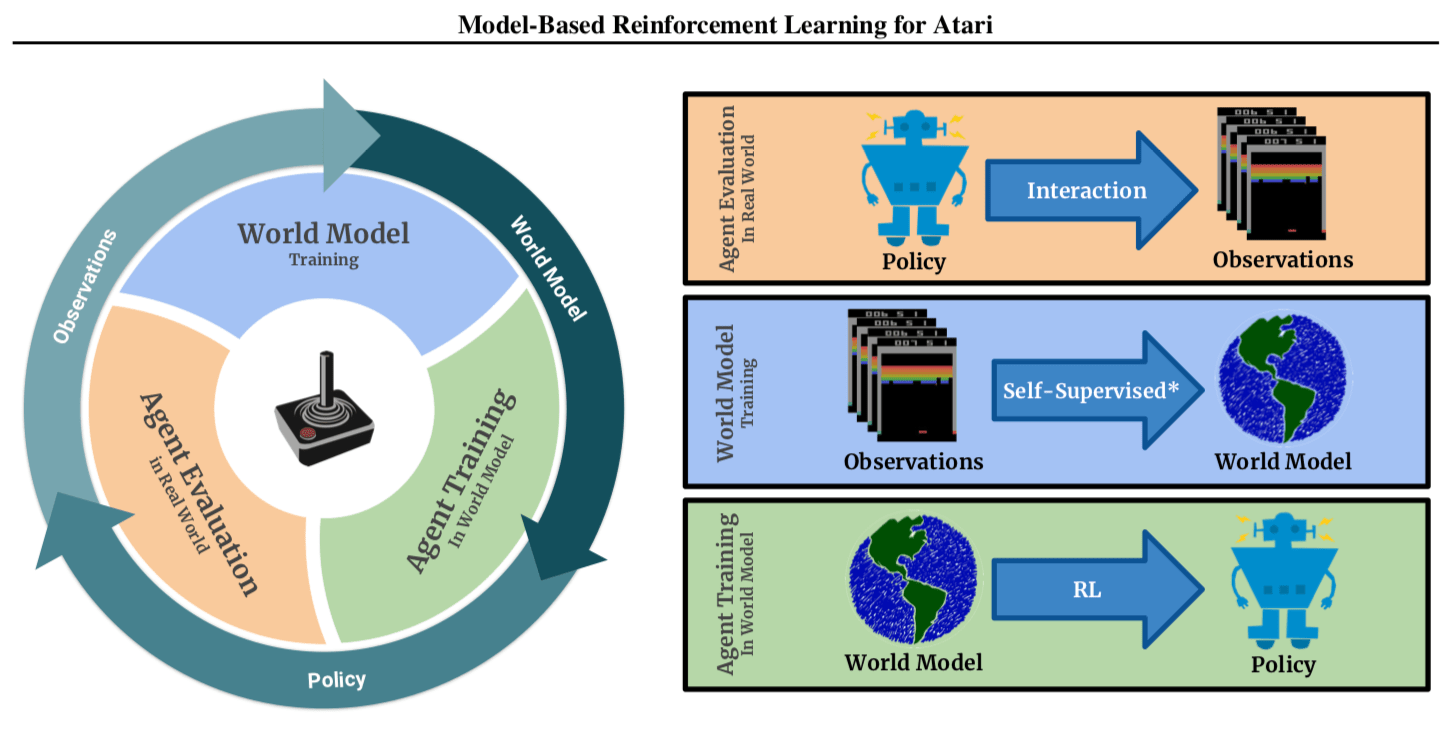 Model-Based Reinforcement Learning for Atari
Observations
World Model
Policy
World Model
Training
Agent Training
In World Model
Agent Evaluation
in Real World
Agent Evaluation
In Real World
Policy
Interaction
Observations
World Model
Training
Observations
Self-Supervised*
World Model
Agent Training
In World Model
World Model
RL
Policy